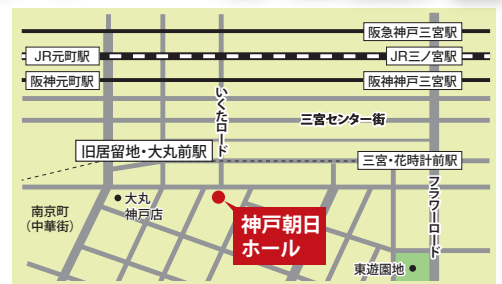 阪急神戸三宮駅
JR元町駅
JR三ノ宮駅
阪神元町駅
阪神神戸三宮駅
いくたロード
三宮センター街
旧居留地・大丸前駅
三宮・花時計前駅
フラワーロード
大丸
神戸店
南京町
(中華街)
神戸朝日
ホール
東遊園地